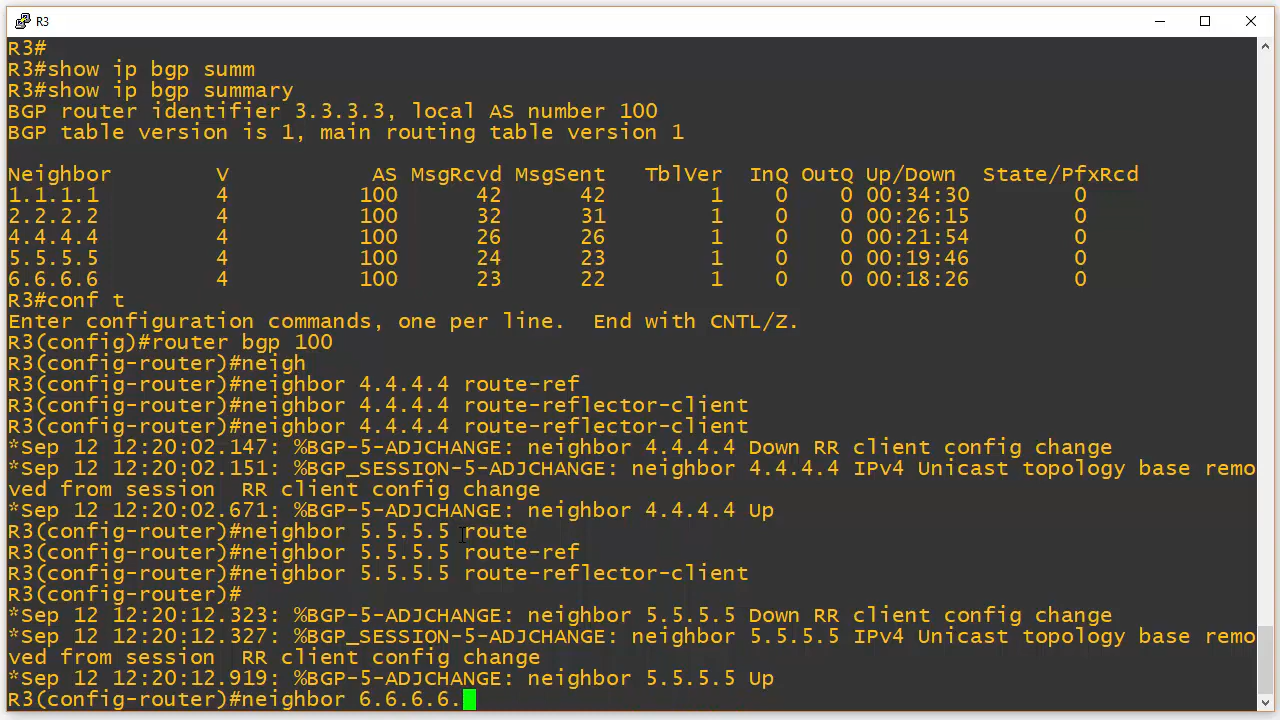 R3
R3#
R3#show ip bgp summ
R3#show ip bgp summary
BGP router identifier 3.3.3.3, local AS number 100
BGP table version is 1, main routing table version 1
Neighbor V AS MsgRcvd MsgSent TblVer InQ OutQ Up/Down State/PfxRcd
1.1.1.1 4 100 42 42 1 0 0 00:34:30 0
2.2.2.2 4 100 32 31 1 0 0 00:26:15 0
4.4.4.4 4 100 26 26 1 0 0 00:21:54 0
5.5.5.5 4 100 24 23 1 0 0 00:19:46 0
6.6.6.6 4 100 23 22 1 0 0 00:18:26 0
R3#conf t
Enter configuration commands, one per line. End with CNTL/Z.
R3(config)#router bgp 100
R3(config-router)#neigh
R3(config-router)#neighbor 4.4.4.4 route-ref
R3(config-router)#neighbor 4.4.4.4 route-reflector-client
R3(config-router)#neighbor 4.4.4.4 route-reflector-client
*Sep 12 12:20:02.147: %BGP-5-ADJCHANGE: neighbor 4.4.4.4 Down RR client config change
*Sep 12 12:20:02.151: %BGP_SESSION-5-ADJCHANGE: neighbor 4.4.4.4 IPv4 Unicast topology base remo
ved from session RR client config change
*Sep 12 12:20:02.671: %BGP-5-ADJCHANGE: neighbor 4.4.4.4 Up
R3(config-router)#neighbor 5.5.5.5 route
R3(config-router)#neighbor 5.5.5.5 route-ref
R3(config-router)#neighbor 5.5.5.5 route-reflector-client
R3(config-router)#
*Sep 12 12:20:12.323: %BGP-5-ADJCHANGE: neighbor 5.5.5.5 Down RR client config change
*Sep 12 12:20:12.327: %BGP_SESSION-5-ADJCHANGE: neighbor 5.5.5.5 IPv4 Unicast topology base remo
ved from session RR client config change
*Sep 12 12:20:12.919: %BGP-5-ADJCHANGE: neighbor 5.5.5.5 Up
R3(config-router)#neighbor 6.6.6.6.